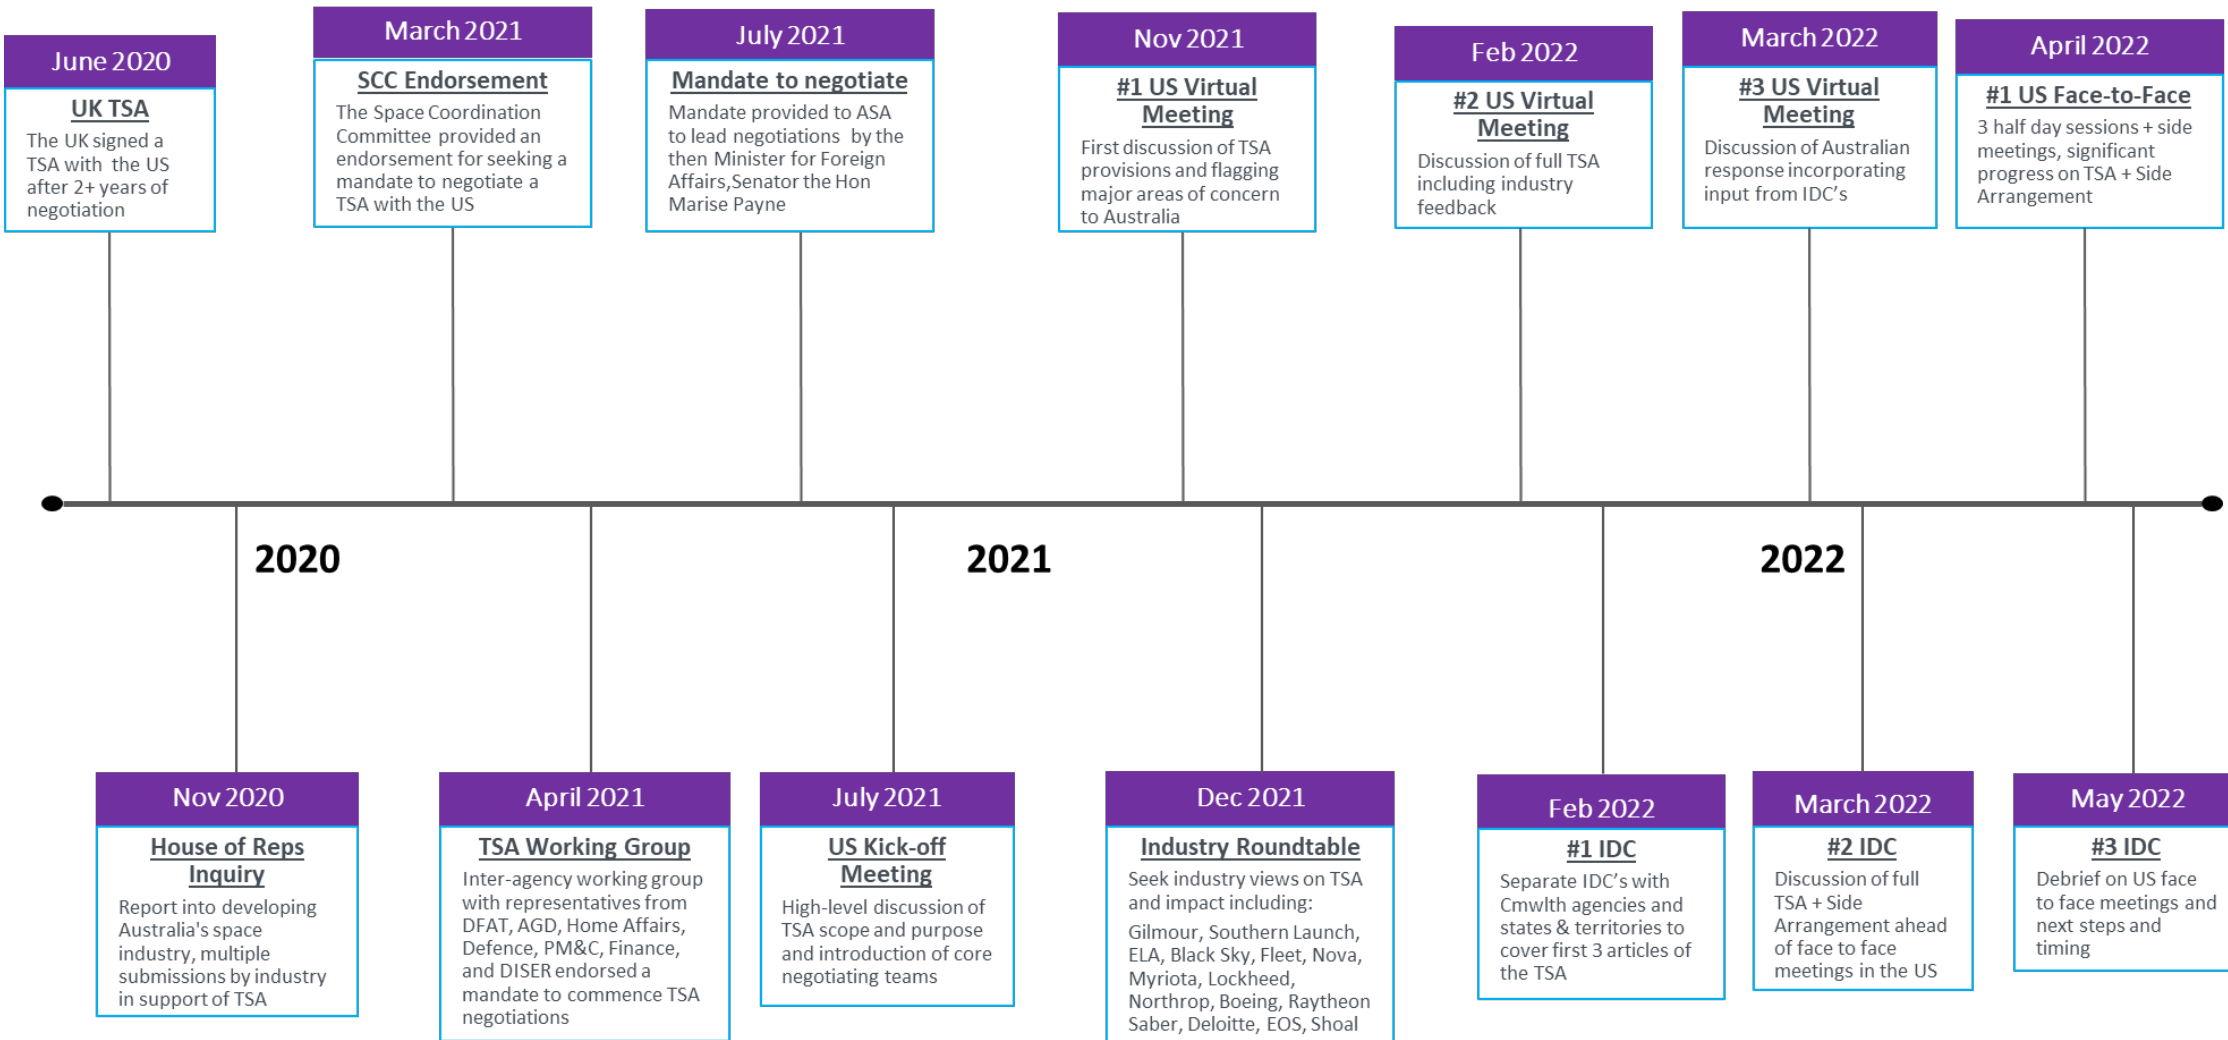 June 2020
UK TSA
The UK signed a
TSA with the US
after 2+ years of
negotiation
March 2021
SCC Endorsement
The Space Coordination
Committee provided an
endorsement for seeking a
mandate to negotiate a
TSA with the US
July 2021
Mandate to negotiate
Mandate provided to ASA
to lead negotiations by the
then Minister for Foreign
Affairs,Senator the Hon
Marise Payne
Nov 2021
#1 US Virtual
Meeting
First discussion of TSA
provisions and flagging
major areas of concern
to Australia
Feb 2022
#2 US Virtual
Meeting
Discussion of full TSA
including industry
feedback
March 2022
#3 US Virtual
Meeting
Discussion of Australian
response incorporating
input from IDC's
April 2022
#1 US Face-to-Face
3 half day sessions + side
meetings, significant
progress on TSA + Side
Arrangement
2020
2021
2022
Nov 2020
House of Reps
Inquiry
Report into developing
Australia's space
industry, multiple
submissions by industry
in support of TSA
April 2021
TSA Working Group
Inter-agency working group
with representatives from
DFAT, AGD, Home Affairs,
Defence, PM&C, Finance,
and DISER endorsed a
mandate to commence TSA
negotiations
July 2021
US Kick-off
Meeting
High-level discussion of
TSA scope and purpose
and introduction of core
negotiating teams
Dec 2021
Industry Roundtable
Seek industry views on TSA
and impact including:
Gilmour, Southern Launch,
ELA, Black Sky, Fleet, Nova,
Myriota, Lockheed,
Northrop, Boeing, Raytheon
Saber, Deloitte, EOS, Shoal
Feb 2022
#1 IDC
Separate IDC's with
Cmwlth agencies and
states & territories to
cover first 3 articles of
the TSA
March 2022
#2 IDC
Discussion of full
TSA + Side
Arrangement ahead
of face to face
meetings in the US
May 2022
#3 IDC
Debrief on US face
to face meetings and
next steps and
timing